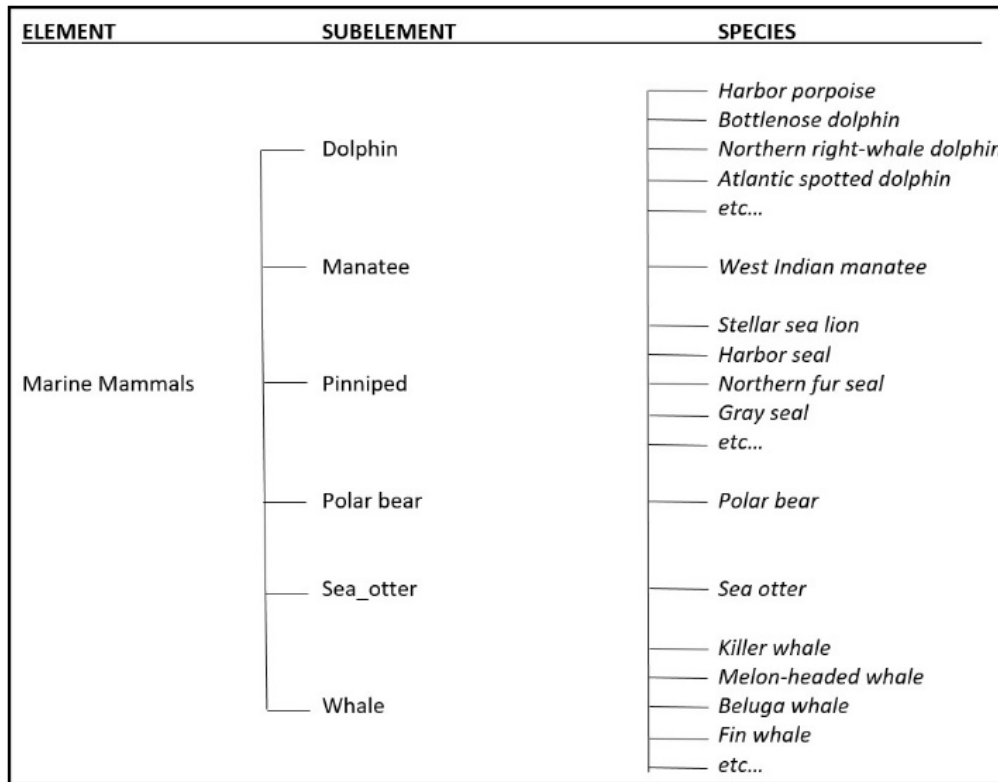 ELEMENT SUBELEMENT SPECIES
Harbor porpoise
Bottlenose dolphin
Dolphin Northern right-whale dolphin
Atlantic spotted dolphin
etc...
Manatee West Indian manatee
Stellar sea lion
Harbor seal
Marine Mammals Pinniped Northern fur seal
Gray seal
etc...
Polar bear Polar bear
Sea_otter Sea otter
Killer whale
Melon-headed whale
Whale Beluga whale
Fin whale
etc...